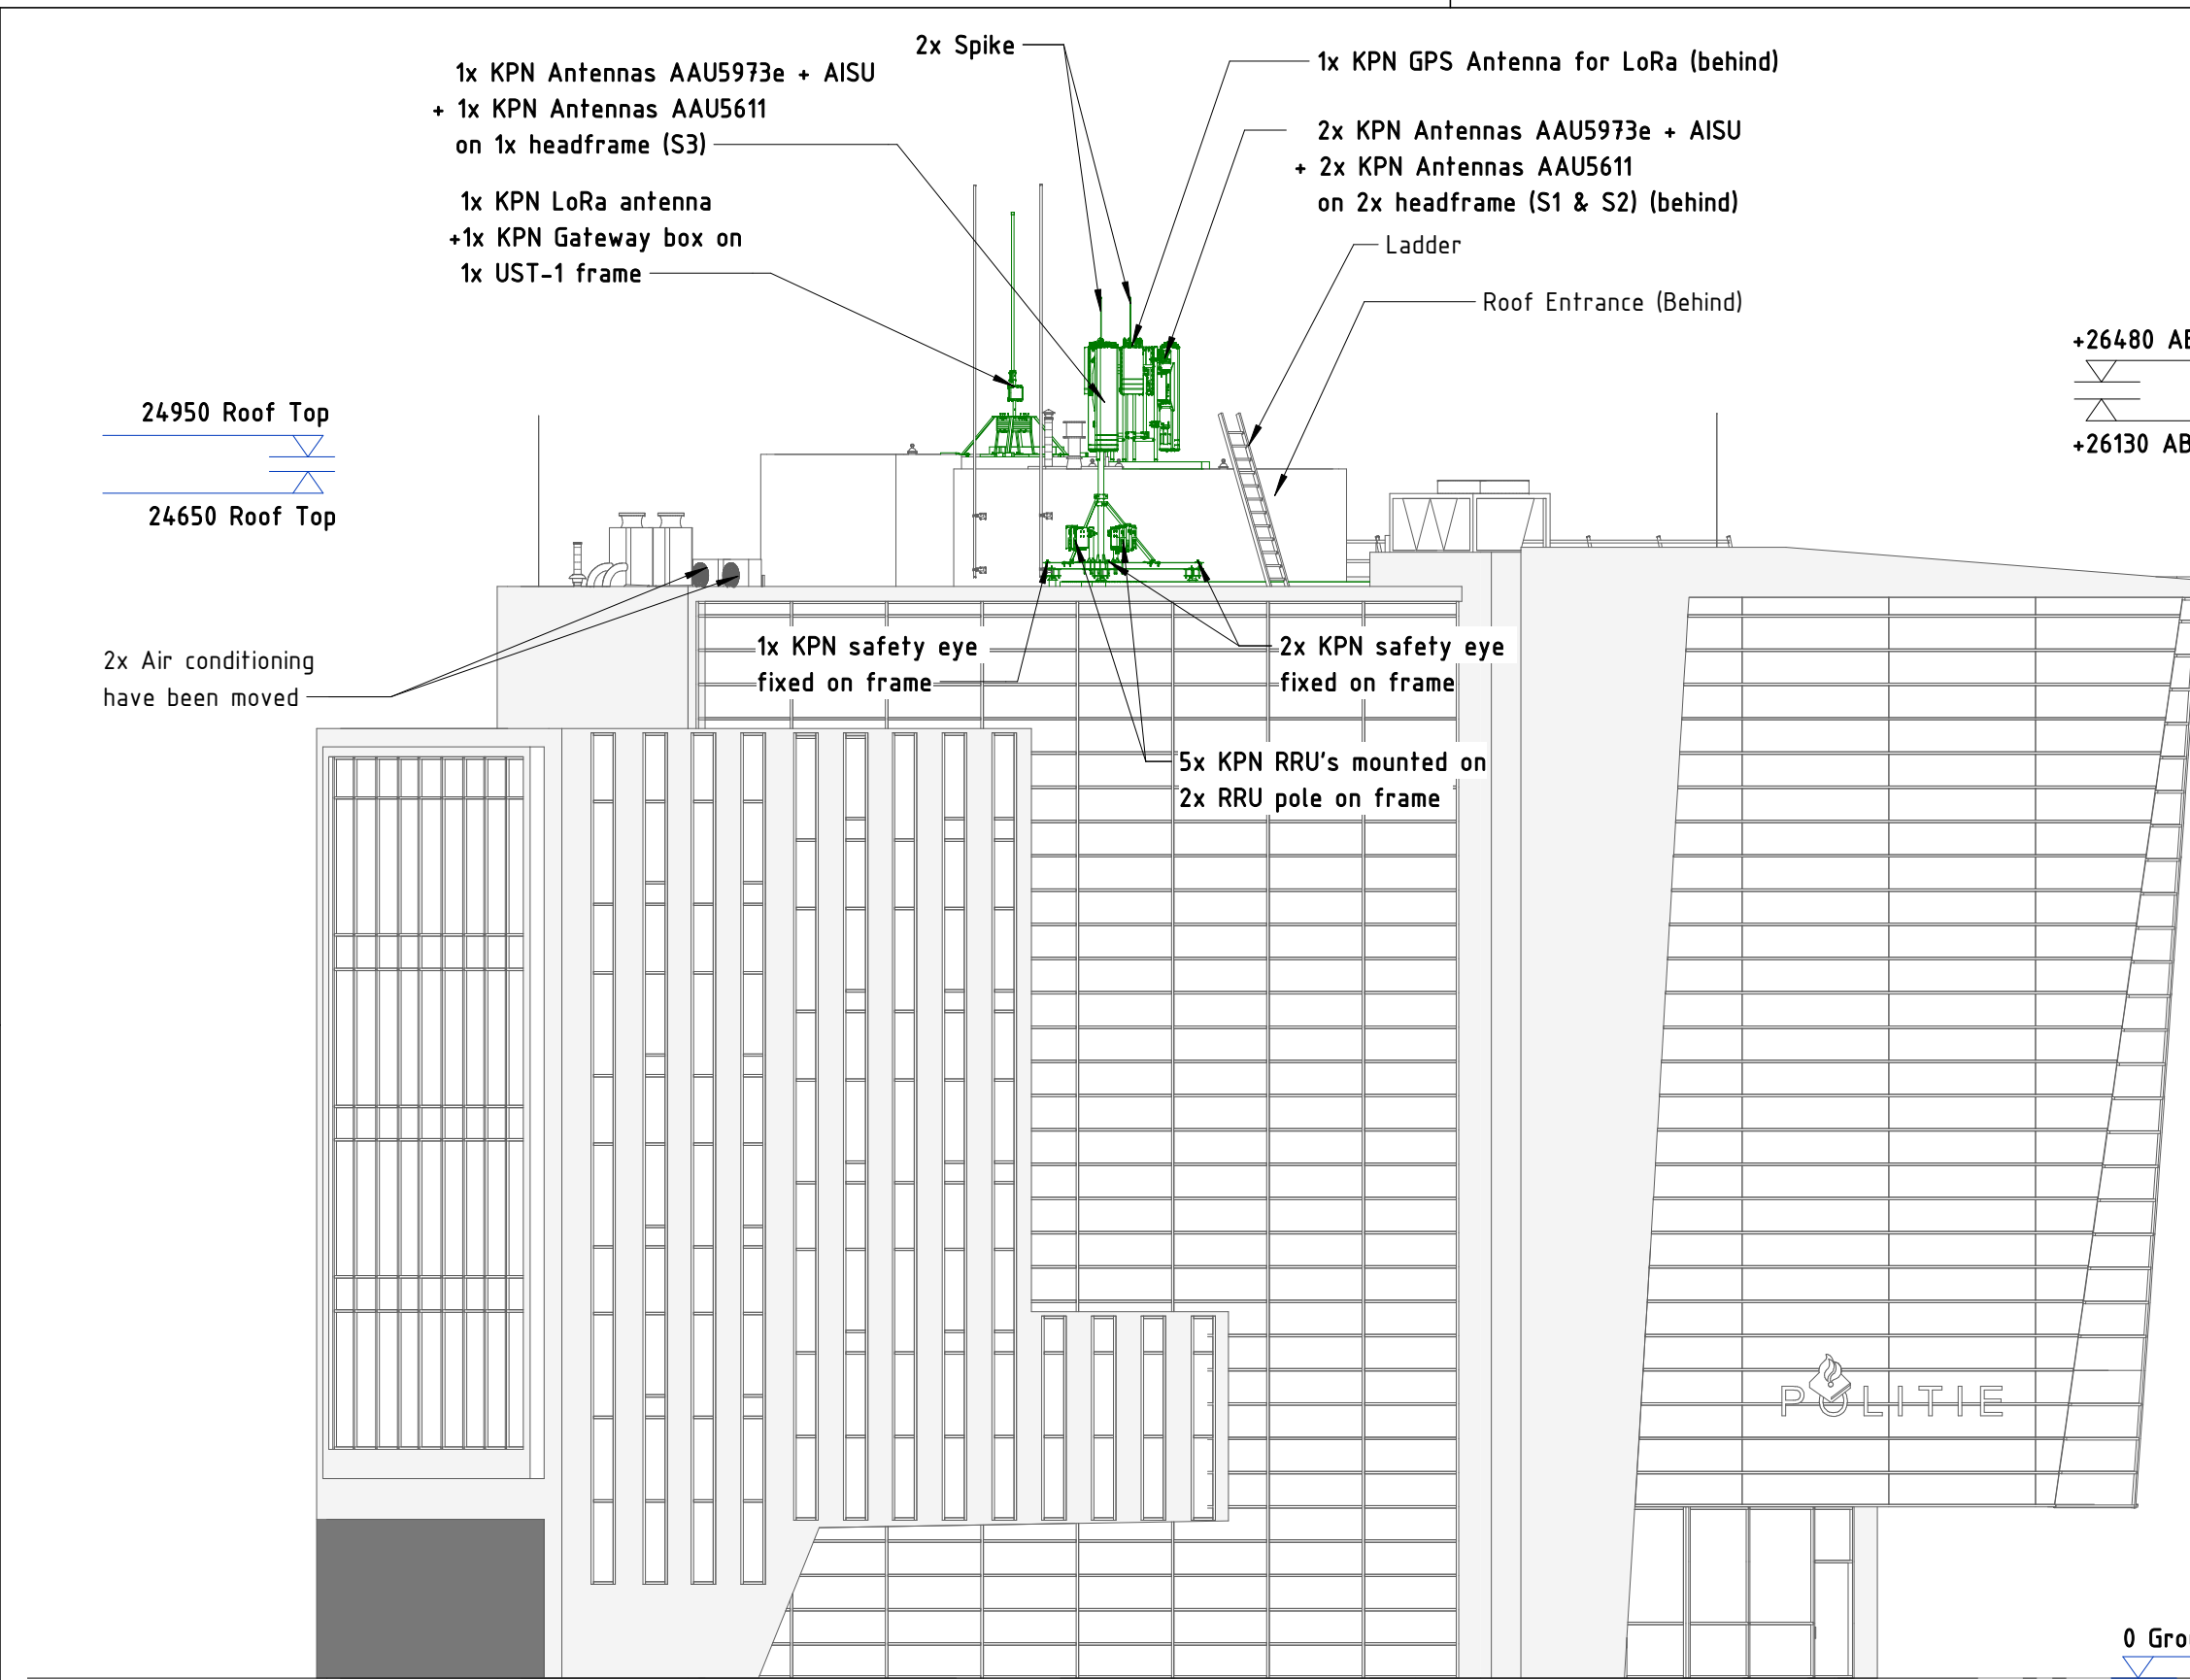 2x Spike
1x KPN Antennas AAU5973e + AISU
+ 1x KPN Antennas AAU5611
on 1x headframe (S3)
1x KPN GPS Antenna for LoRa (behind)
2x KPN Antennas AAU5973e + AISU
+ 2x KPN Antennas AAU5611
on 2x headframe (S1 & S2) (behind)
1x KPN LoRa antenna
+1x KPN Gateway box on
1x UST-1 frame
Ladder
Roof Entrance (Behind)
+26480
+26130
24950 Roof Top
24650 Roof Top
2x Air conditioning
have been moved
1x KPN safety eye
fixed on frame
2x KPN safety eye
fixed on frame
5x KPN RRU's mounted on
2x RRU pole on frame
POLITIE
0